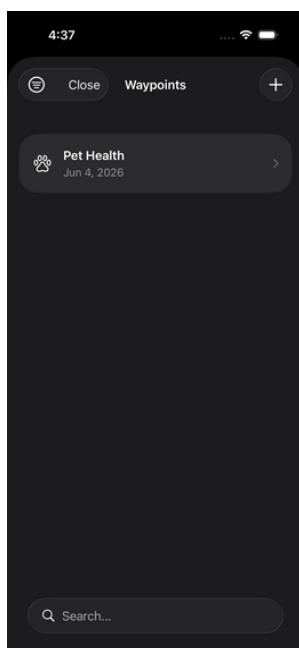 4:37
Close
Waypoints
Pet Health
Jun 4, 2026
Search...